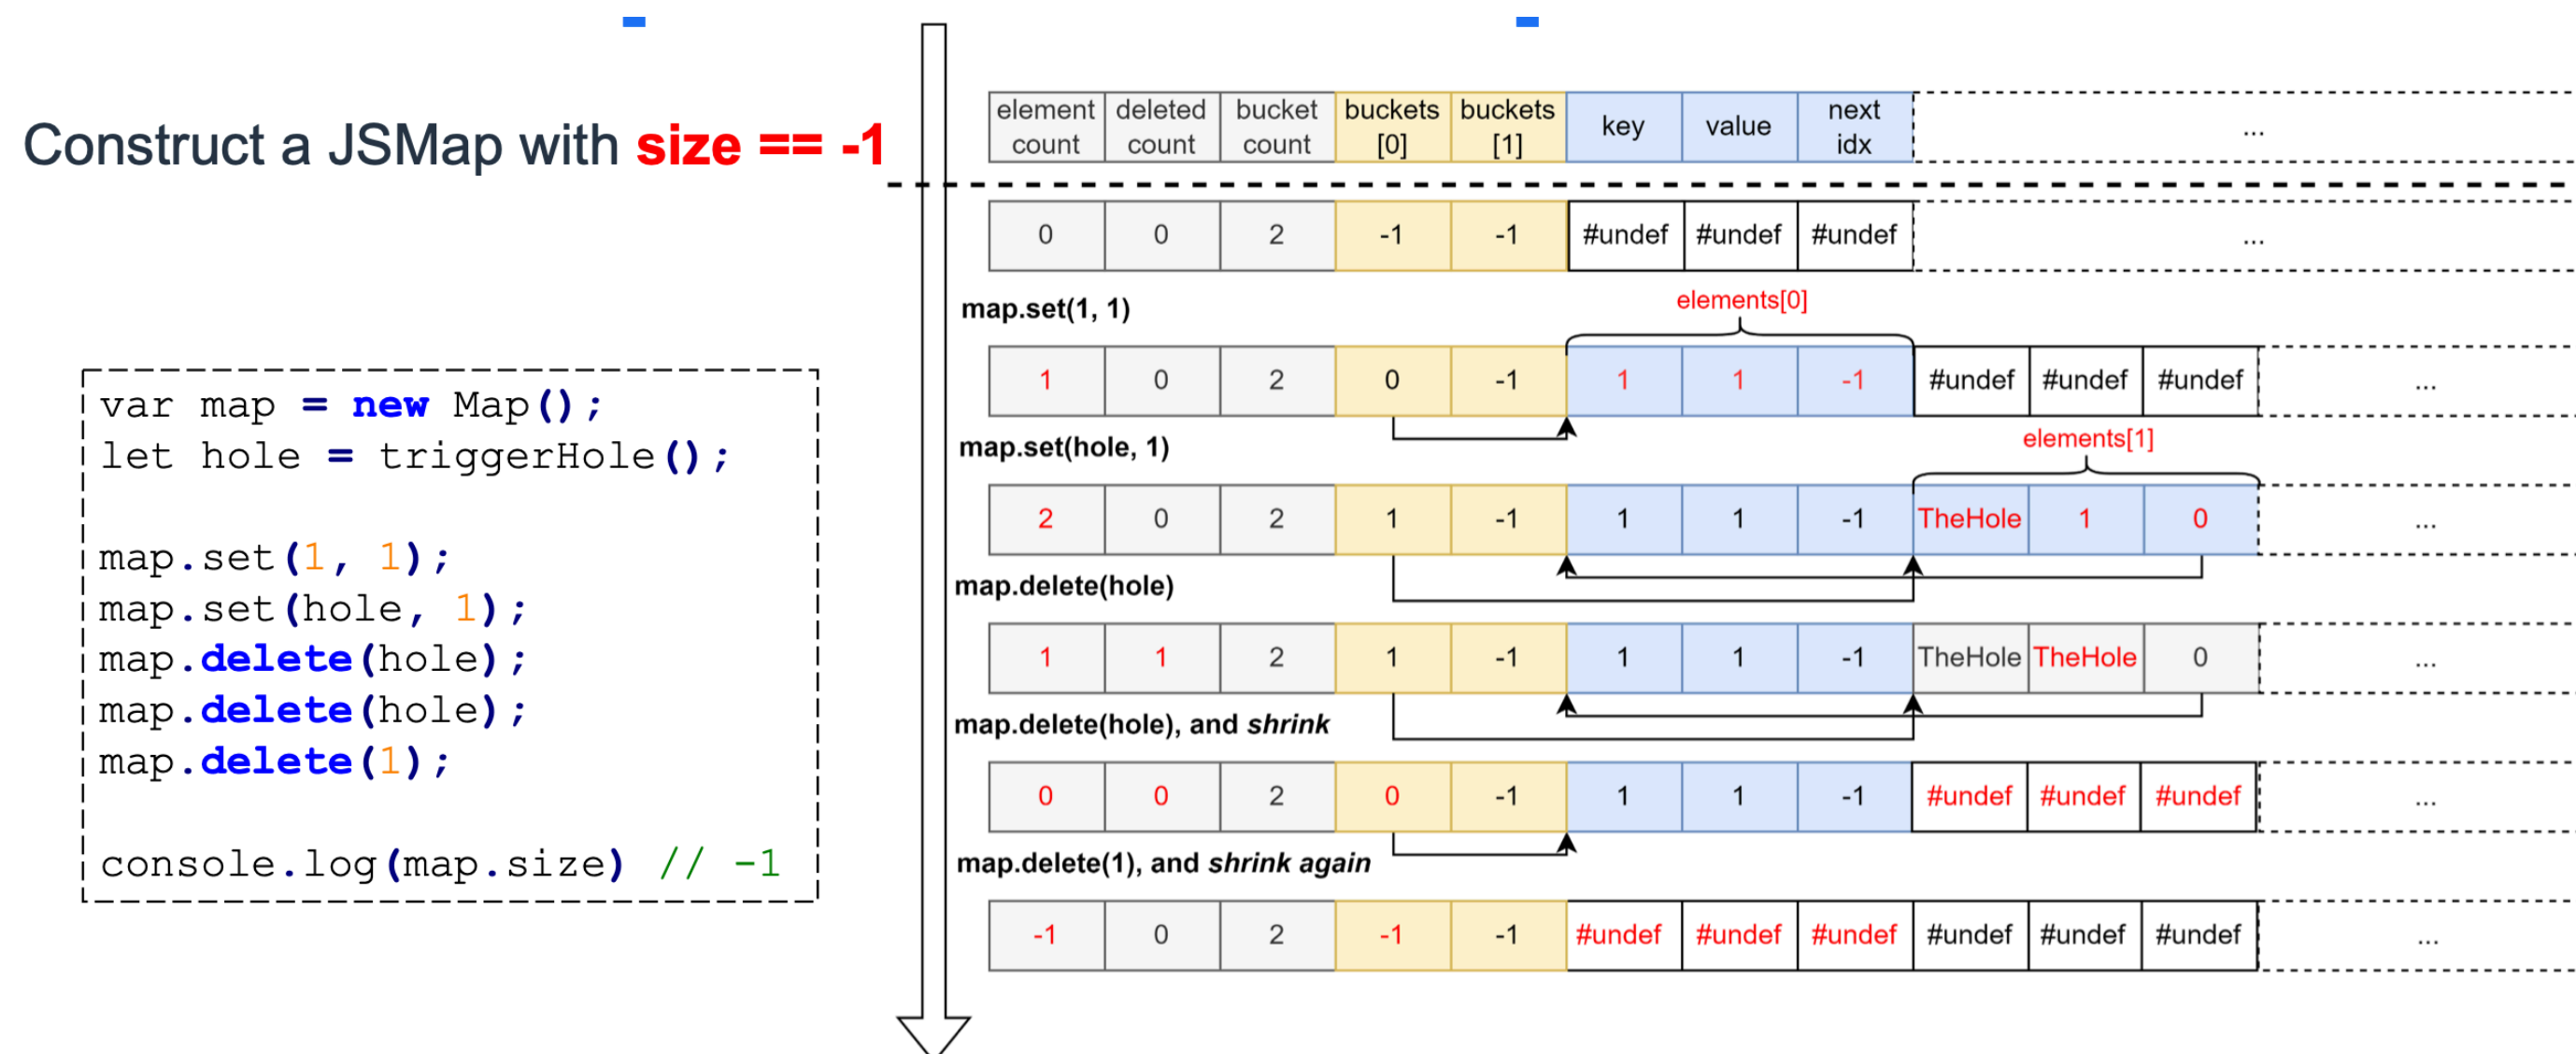 Construct a JSMap with size == -1
var map = new Map();
let hole = triggerHole();
map.set(1, 1);
map.set(hole, 1);
map.delete(hole);
map.delete(hole);
map.delete(1);
console.log(map.size) // -1
element count deleted count bucket count buckets [0] buckets [1] key value next idx ...
0 0 2 -1 -1 #undef #undef #undef ...
map.set(1, 1)
elements[0]
1 0 2 0 -1 1 1 -1 #undef #undef #undef ...
map.set(hole, 1)
elements[1]
2 0 2 1 -1 1 1 -1 TheHole 1 0 ...
map.delete(hole)
1 1 2 1 -1 1 1 -1 TheHole TheHole 0 ...
map.delete(hole), and shrink
0 0 2 0 -1 1 1 -1 #undef #undef #undef ...
map.delete(1), and shrink again
-1 0 2 -1 -1 #undef #undef #undef #undef #undef #undef ...